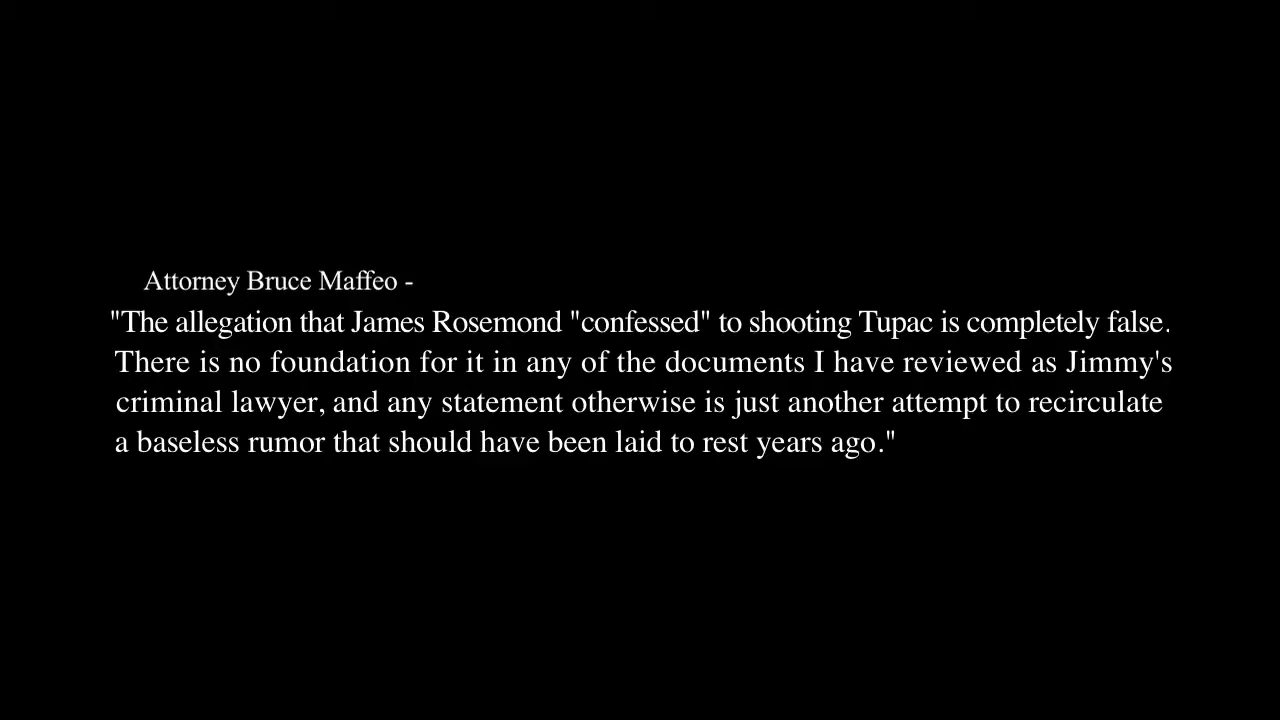 Attorney Bruce Maffeo -
"The allegation that James Rosemond "confessed" to shooting Tupac is completely false.
There is no foundation for it in any of the documents I have reviewed as Jimmy's
criminal lawyer, and any statement otherwise is just another attempt to recirculate
a baseless rumor that should have been laid to rest years ago."